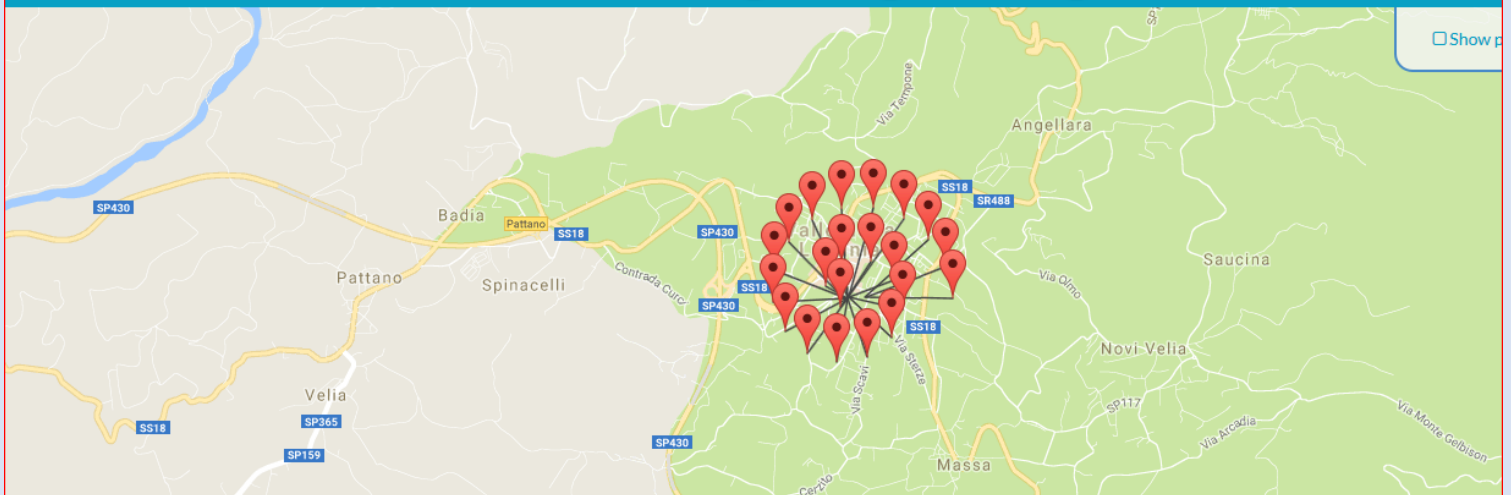 Show p
Via Tempone
Angellara
SS18
SR488
SP430
Badia
Pattano
SS18
SP430
Saucina
Pattano
Spinacelli
Contrada Curc
Via Olmo
SS18
SP430
SS18
Novi Velia
Via Sterze
Via Scavi
Velia
SP117
SP365
SS18
Via Arcadia
Via Monte Gelbison
SP430
SP159
Massa
Cerzito